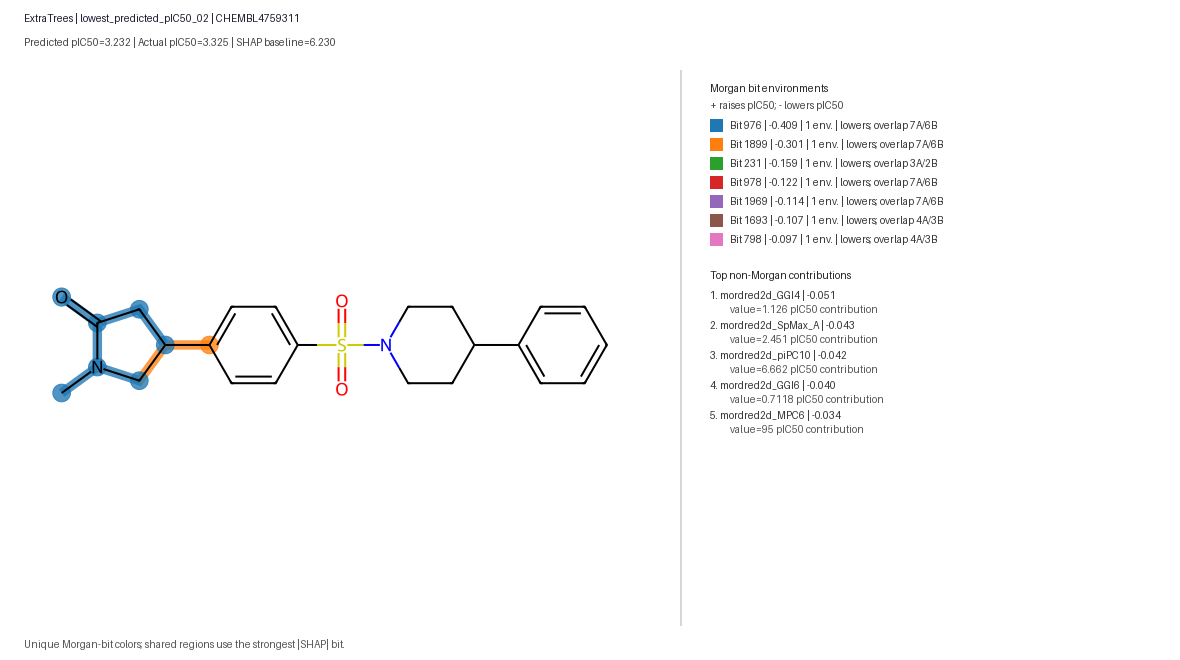 ExtraTrees | lowest_predicted_pIC50_02 | CHEMBL4759311
Predicted pIC50=3.232 | Actual pIC50=3.325 | SHAP baseline=6.230
Morgan bit environments
+ raises pIC50; - lowers pIC50
Bit 976 | -0.409 | 1 env. | lowers; overlap 7A/6B
Bit 1899 | -0.301 | 1 env. | lowers; overlap 7A/6B
Bit 231 | -0.159 | 1 env. | lowers; overlap 3A/2B
Bit 978 | -0.122 | 1 env. | lowers; overlap 7A/6B
Bit 1969 | -0.114 | 1 env. | lowers; overlap 7A/6B
Bit 1693 | -0.107 | 1 env. | lowers; overlap 4A/3B
Bit 798 | -0.097 | 1 env. | lowers; overlap 4A/3B
Top non-Morgan contributions
1. mordred2d_GGI4 | -0.051
value=1.126 pIC50 contribution
2. mordred2d_SpMax_A | -0.043
value=2.451 pIC50 contribution
3. mordred2d_piPC10 | -0.042
value=6.662 pIC50 contribution
4. mordred2d_GGI6 | -0.040
value=0.7118 pIC50 contribution
5. mordred2d_MPC6 | -0.034
value=95 pIC50 contribution
O
N
O
S
N
O
Unique Morgan-bit colors; shared regions use the strongest |SHAP| bit.